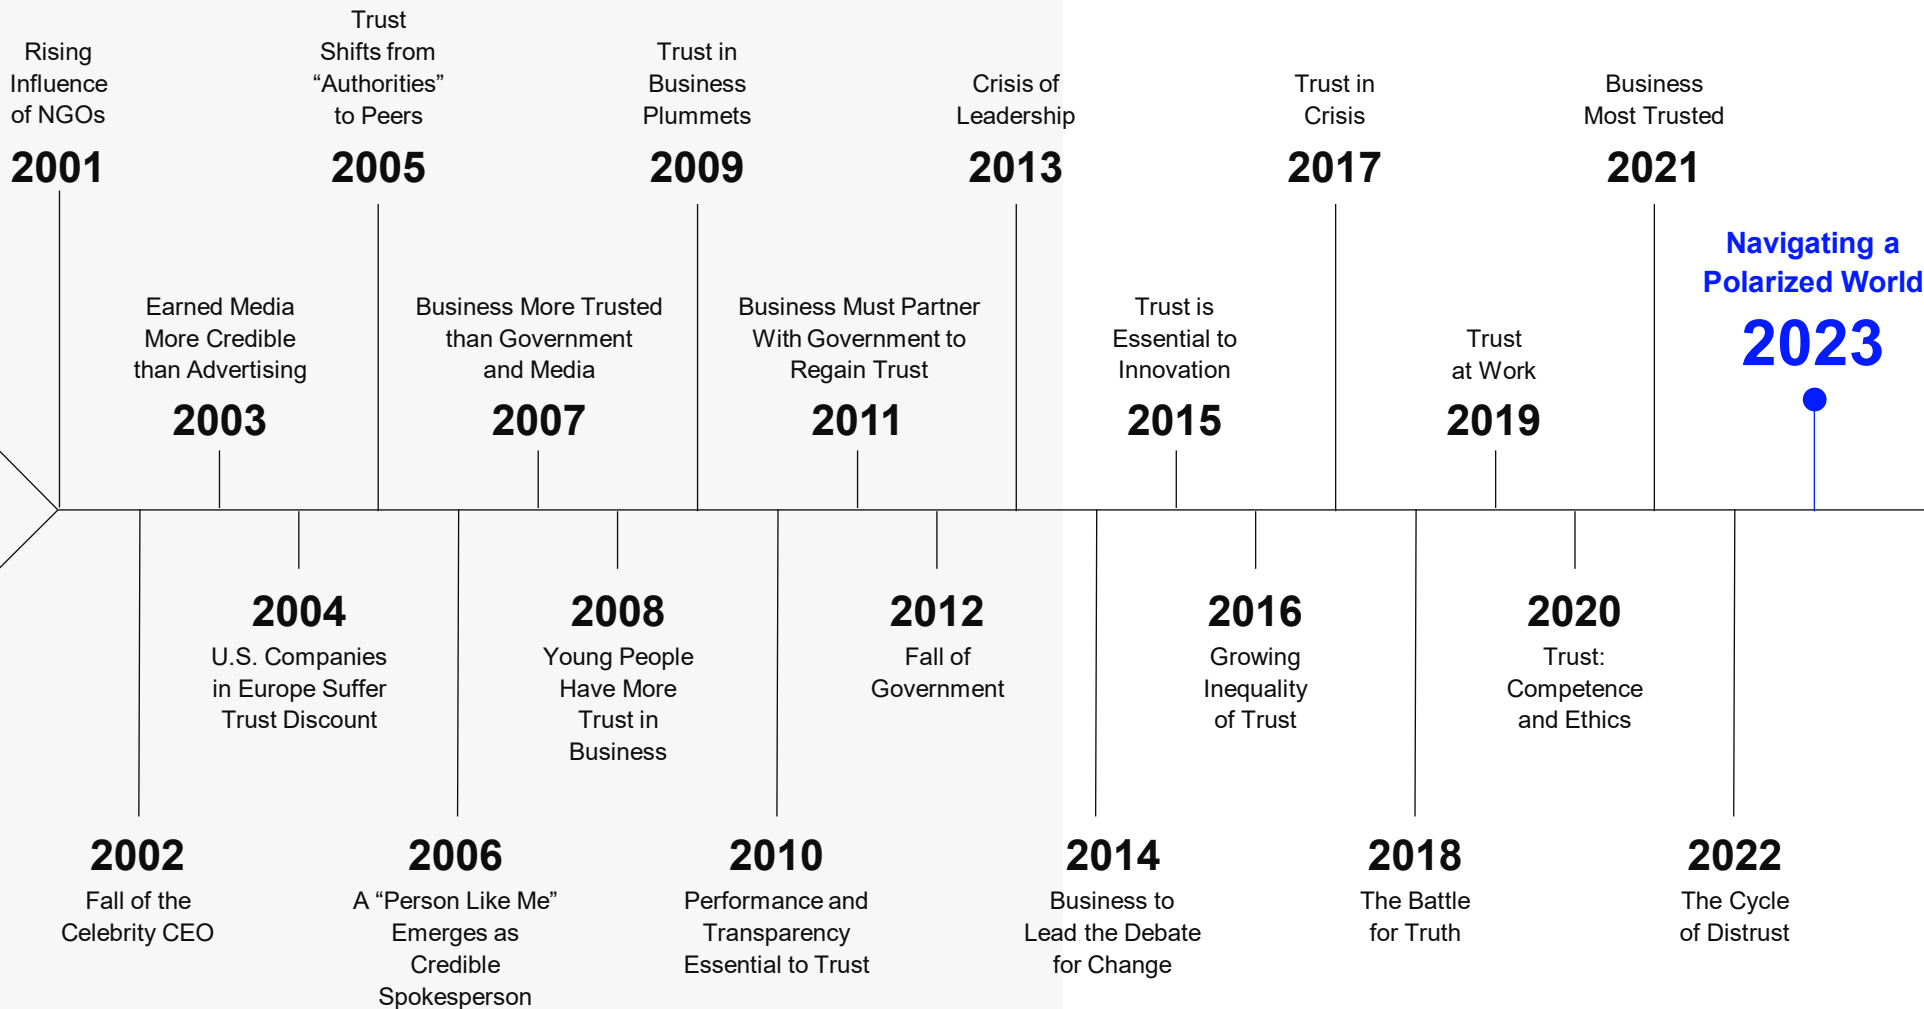 Rising
Influence
of NGOs
2001
Fall of the
Celebrity CEO
2002
Earned Media
More Credible
than Advertising
2003
2004
U.S. Companies
in Europe Suffer
Trust Discount
Trust
Shifts from
“Authorities”
to Peers
2005
2006
A “Person Like Me”
Emerges as
Credible
Spokesperson
Business More Trusted
than Government
and Media
2007
2008
Young People
Have More
Trust in
Business
Trust in
Business
Plummets
2009
2010
Performance and
Transparency
Essential to Trust
Business Must Partner
With Government to
Regain Trust
2011
2012
Fall of
Government
Crisis of
Leadership
2013
2014
Business to
Lead the Debate
for Change
Trust is
Essential to
Innovation
2015
2016
Growing
Inequality
of Trust
Trust in
Crisis
2017
2018
The Battle
for Truth
Trust
at Work
2019
2020
Trust:
Competence
and Ethics
Business
Most Trusted
2021
2022
The Cycle
of Distrust
Navigating a
Polarized World
2023